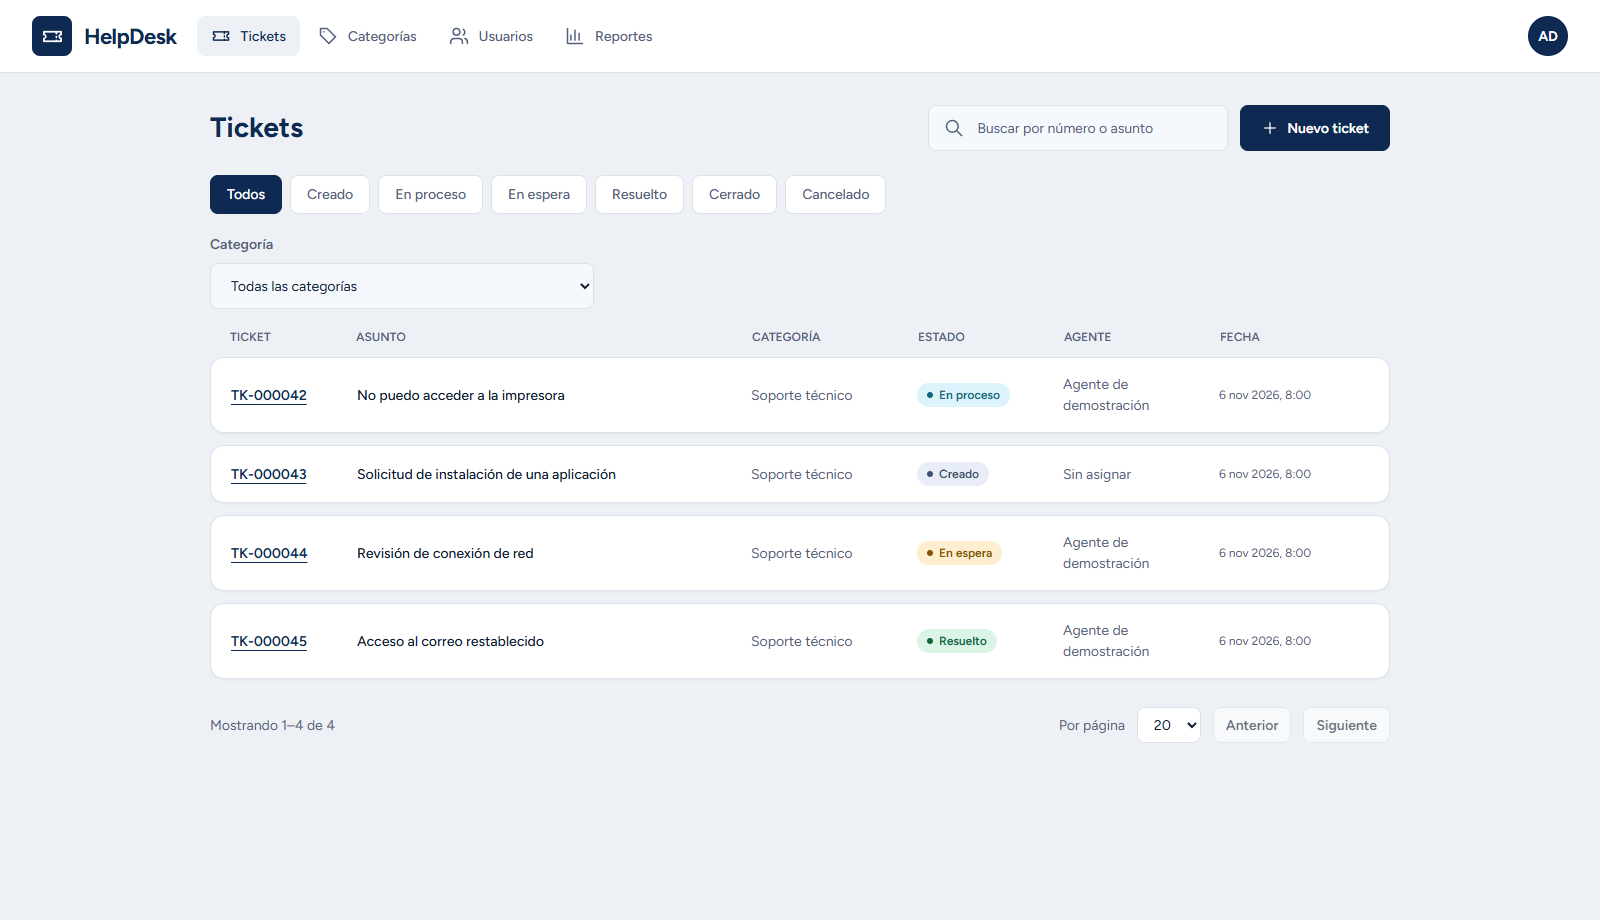 HelpDesk
Tickets
Categorías
Usuarios
Reportes
AD
Tickets
Buscar por número o asunto
Nuevo ticket
Todos
Creado
En proceso
En espera
Resuelto
Cerrado
Cancelado
Categoría
Todas las categorías
TICKET
ASUNTO
CATEGORÍA
ESTADO
AGENTE
FECHA
TK-000042
No puedo acceder a la impresora
Soporte técnico
En proceso
Agente de
demostración
6 nov 2026, 8:00
TK-000043
Solicitud de instalación de una aplicación
Soporte técnico
Creado
Sin asignar
6 nov 2026, 8:00
TK-000044
Revisión de conexión de red
Soporte técnico
En espera
Agente de
demostración
6 nov 2026, 8:00
TK-000045
Acceso al correo restablecido
Soporte técnico
Resuelto
Agente de
demostración
6 nov 2026, 8:00
Mostrando 1–4 de 4
Por página
20
Anterior
Siguiente